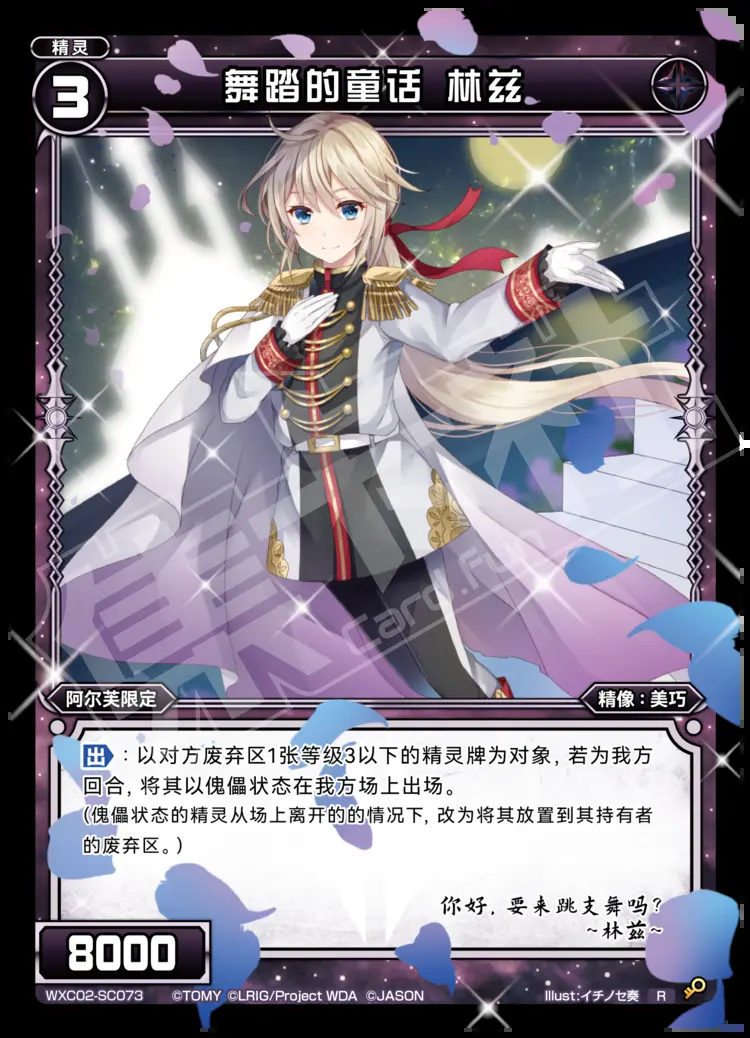 精灵
3
舞踏的童话 林兹
阿尔芙限定
精像：美巧
出：以对方废弃区1张等级3以下的精灵牌为对象，若为我方
回合，将其以傀儡状态在我方场上出场。
(傀儡状态的精灵从场上离开的的情况下，改为将其放置到其持有者
的废弃区。)
你好，要来跳支舞吗？
~林兹~
8000
WXC02-SC073 ©TOMY ©LRIG/Project WDA ©JASON Illust:イチノセ奏 R
Card.fun